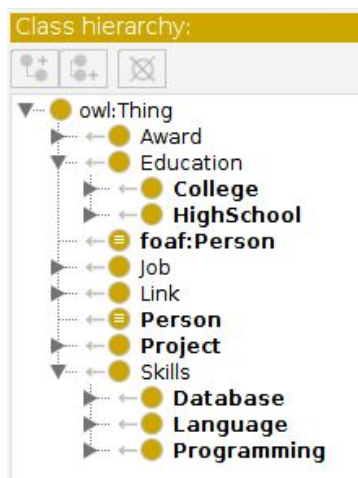 Class hierarchy:
owl:Thing
Award
Education
College
HighSchool
foaf:Person
Job
Link
Person
Project
Skills
Database
Language
Programming